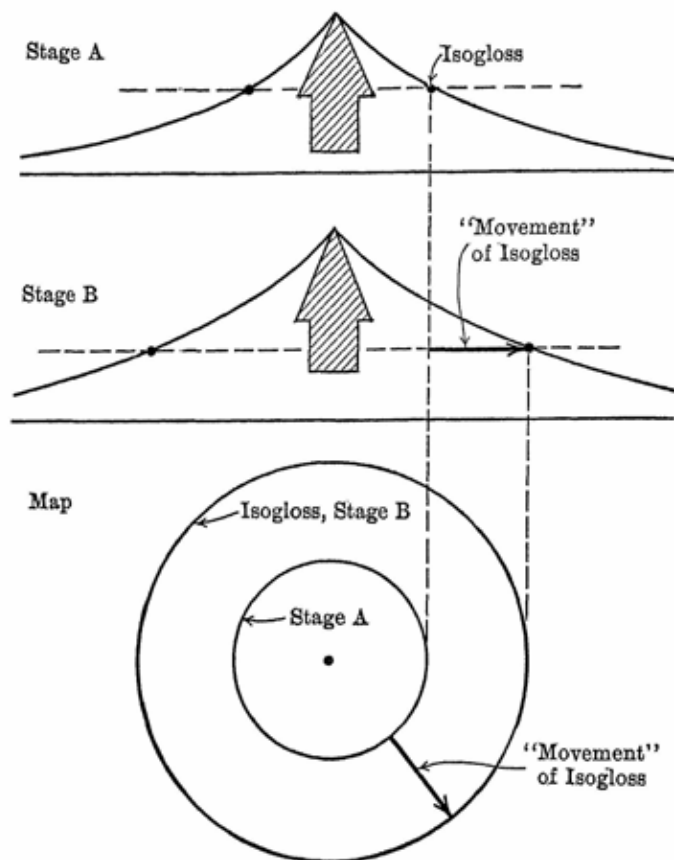 Stage A
Isogloss
“Movement”
of Isogloss
Stage B
Map
Isogloss, Stage B
Stage A
“Movement”
of Isogloss